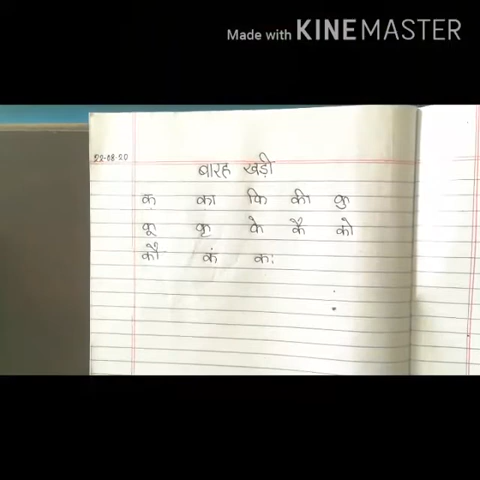 Made with KINEMASTER
22-08-20
बारह खड़ी
क का कि की कु
कू कृ के कै को
कौ कं कः